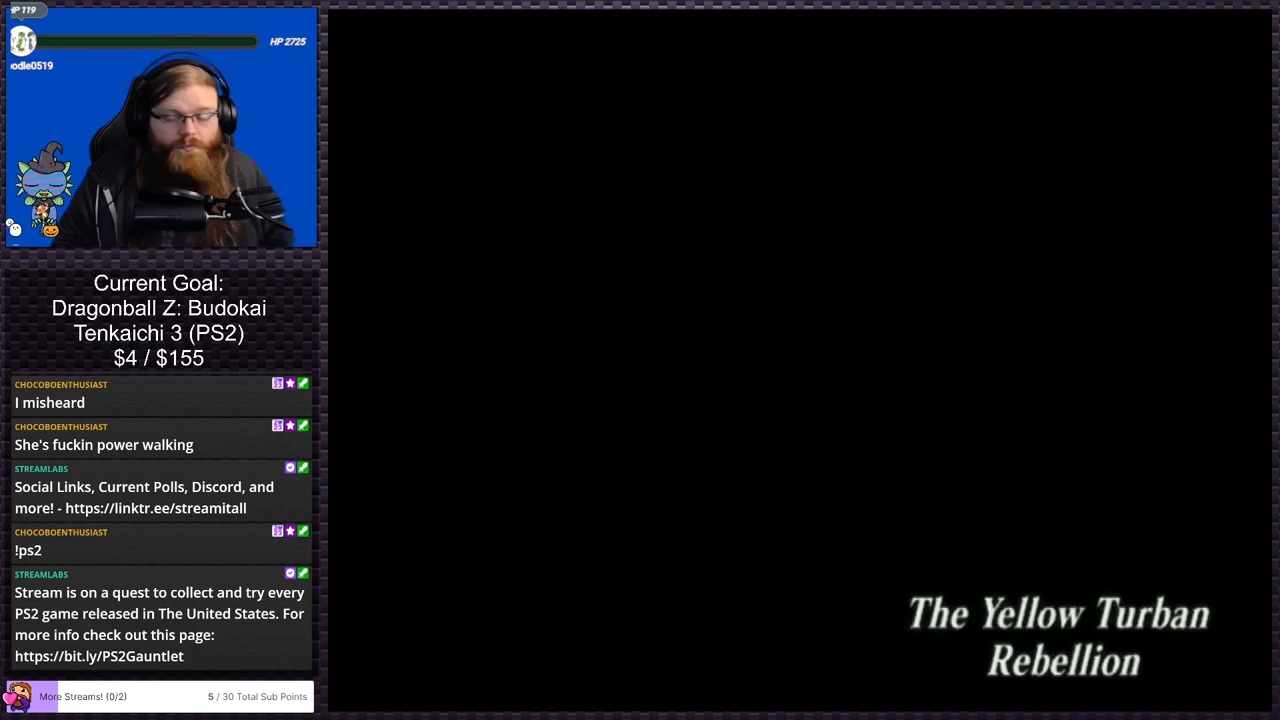 HP 119
HP 2725
odle0519
Current Goal:
Dragonball Z: Budokai
Tenkaichi 3 (PS2)
$4 / $155
CHOCOBOENTHUSIAST
I misheard
CHOCOBOENTHUSIAST
She's fuckin power walking
STREAMLABS
Social Links, Current Polls, Discord, and
more! - https://linktr.ee/streamitall
CHOCOBOENTHUSIAST
!ps2
STREAMLABS
Stream is on a quest to collect and try every
PS2 game released in The United States. For
more info check out this page:
https://bit.ly/PS2Gauntlet
More Streams! (0/2)
5 / 30 Total Sub Points
The Yellow Turban
Rebellion